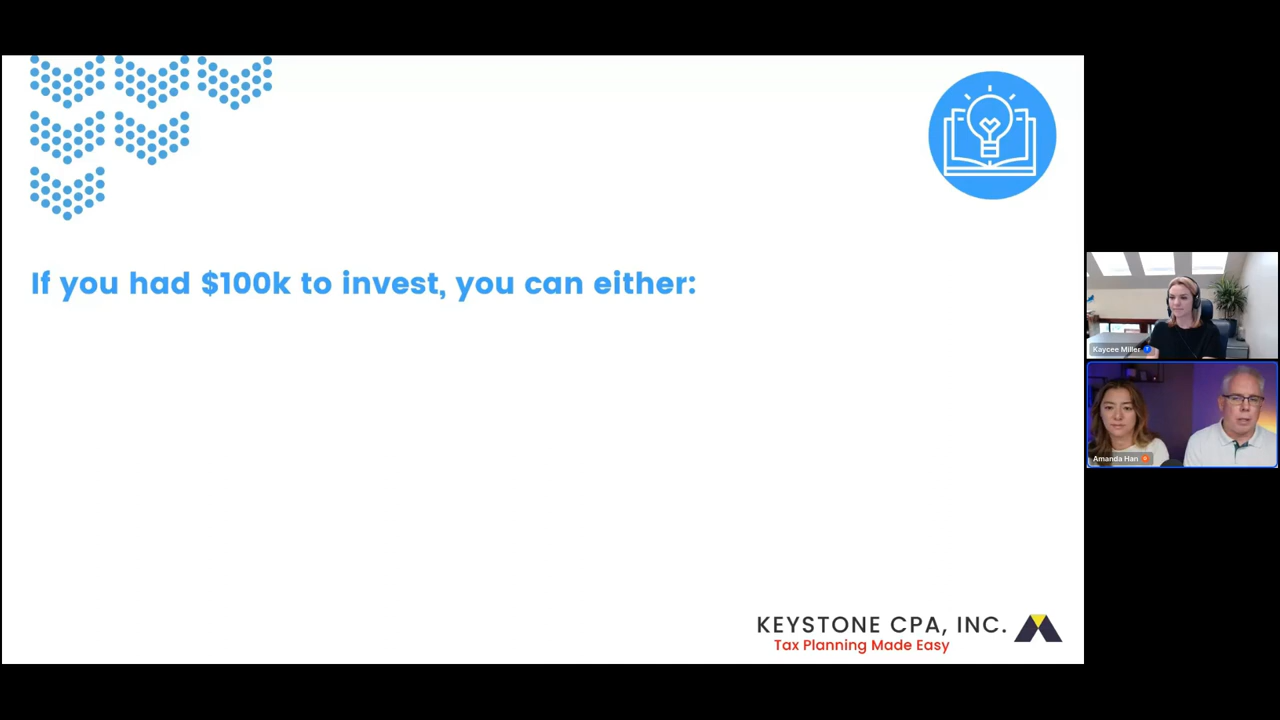 If you had $100k to invest, you can either:
Kaycee Miller
Amanda Han
KEYSTONE CPA, INC.
Tax Planning Made Easy